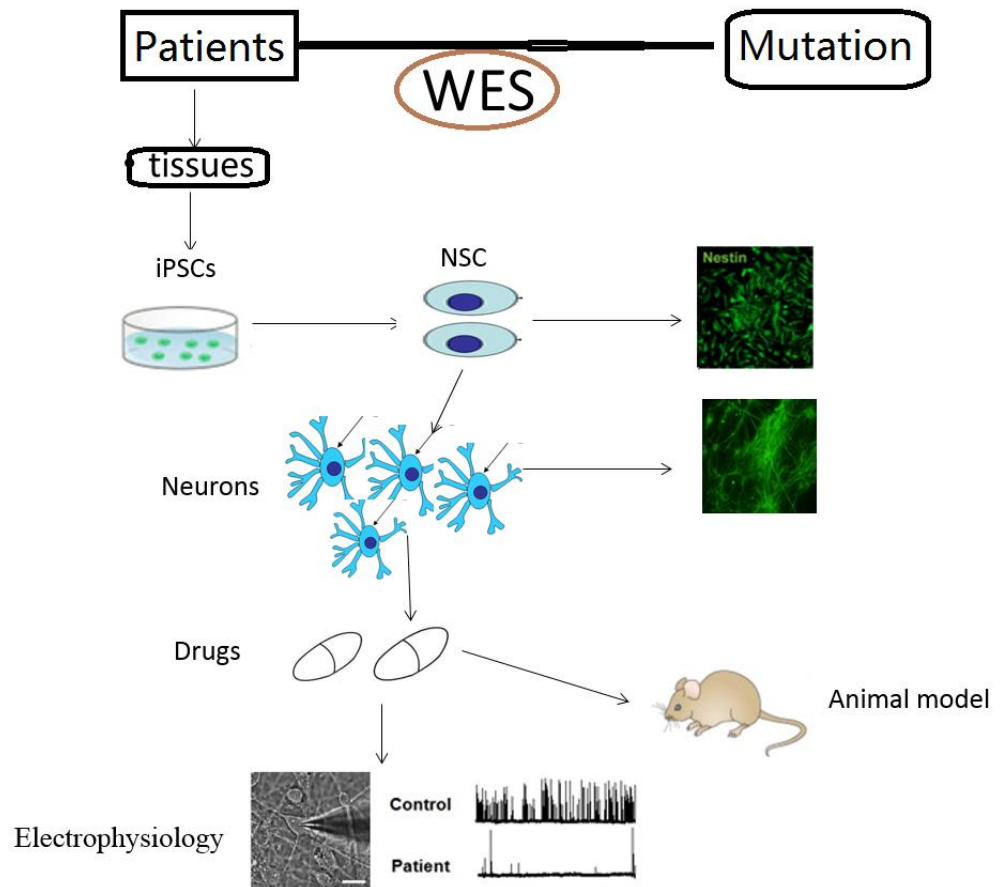 Patients
Mutation
WES
tissues
iPSCs
NSC
Nestin
Neurons
Drugs
Animal model
Control
Electrophysiology
Patient